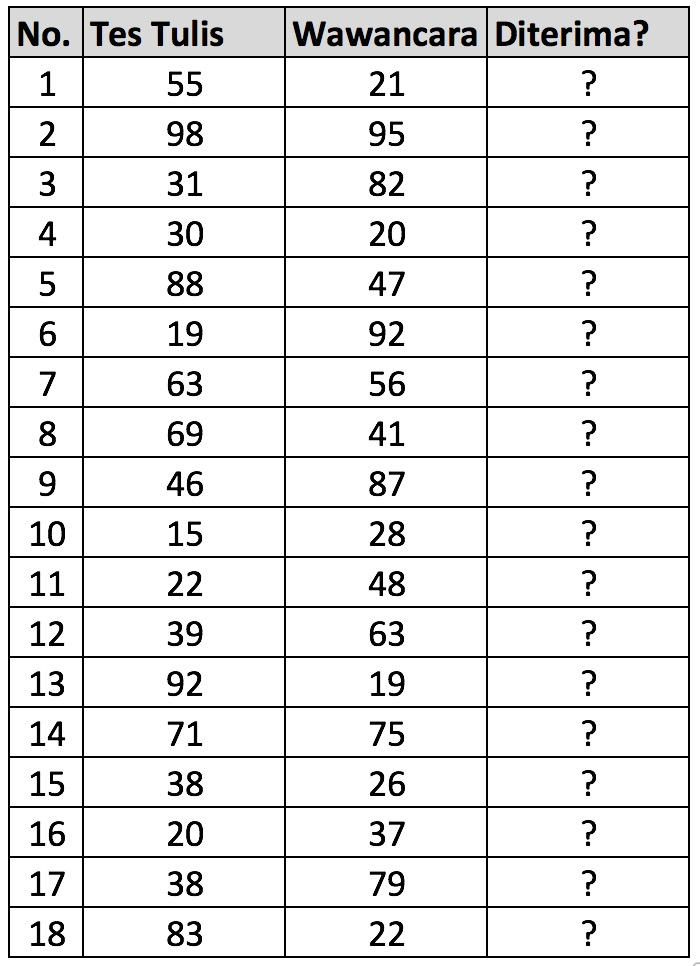 No. Tes Tulis Wawancara Diterima?
1 55 21 ?
2 98 95 ?
3 31 82 ?
4 30 20 ?
5 88 47 ?
6 19 92 ?
7 63 56 ?
8 69 41 ?
9 46 87 ?
10 15 28 ?
11 22 48 ?
12 39 63 ?
13 92 19 ?
14 71 75 ?
15 38 26 ?
16 20 37 ?
17 38 79 ?
18 83 22 ?